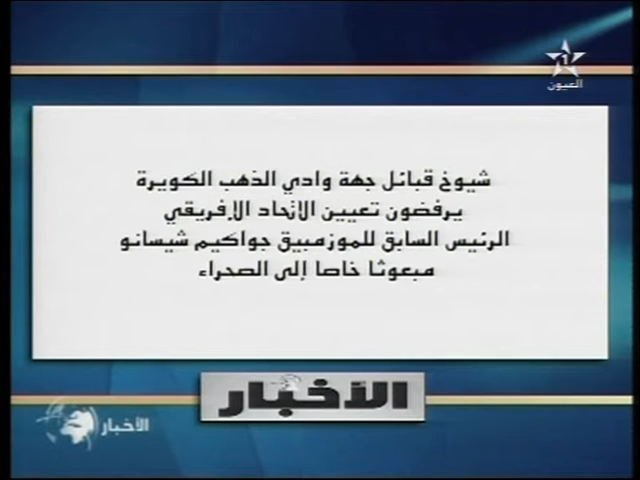 1
العيون
شيوخ قبائل جهة وادي الذهب الكويرة
يرفضون تعيين الاتحاد الإفريقي
الرئيس السابق للموزمبيق جواكيم شيسانو
مبعوثا خاصا إلى الصحراء
الأخبار
الأخبار